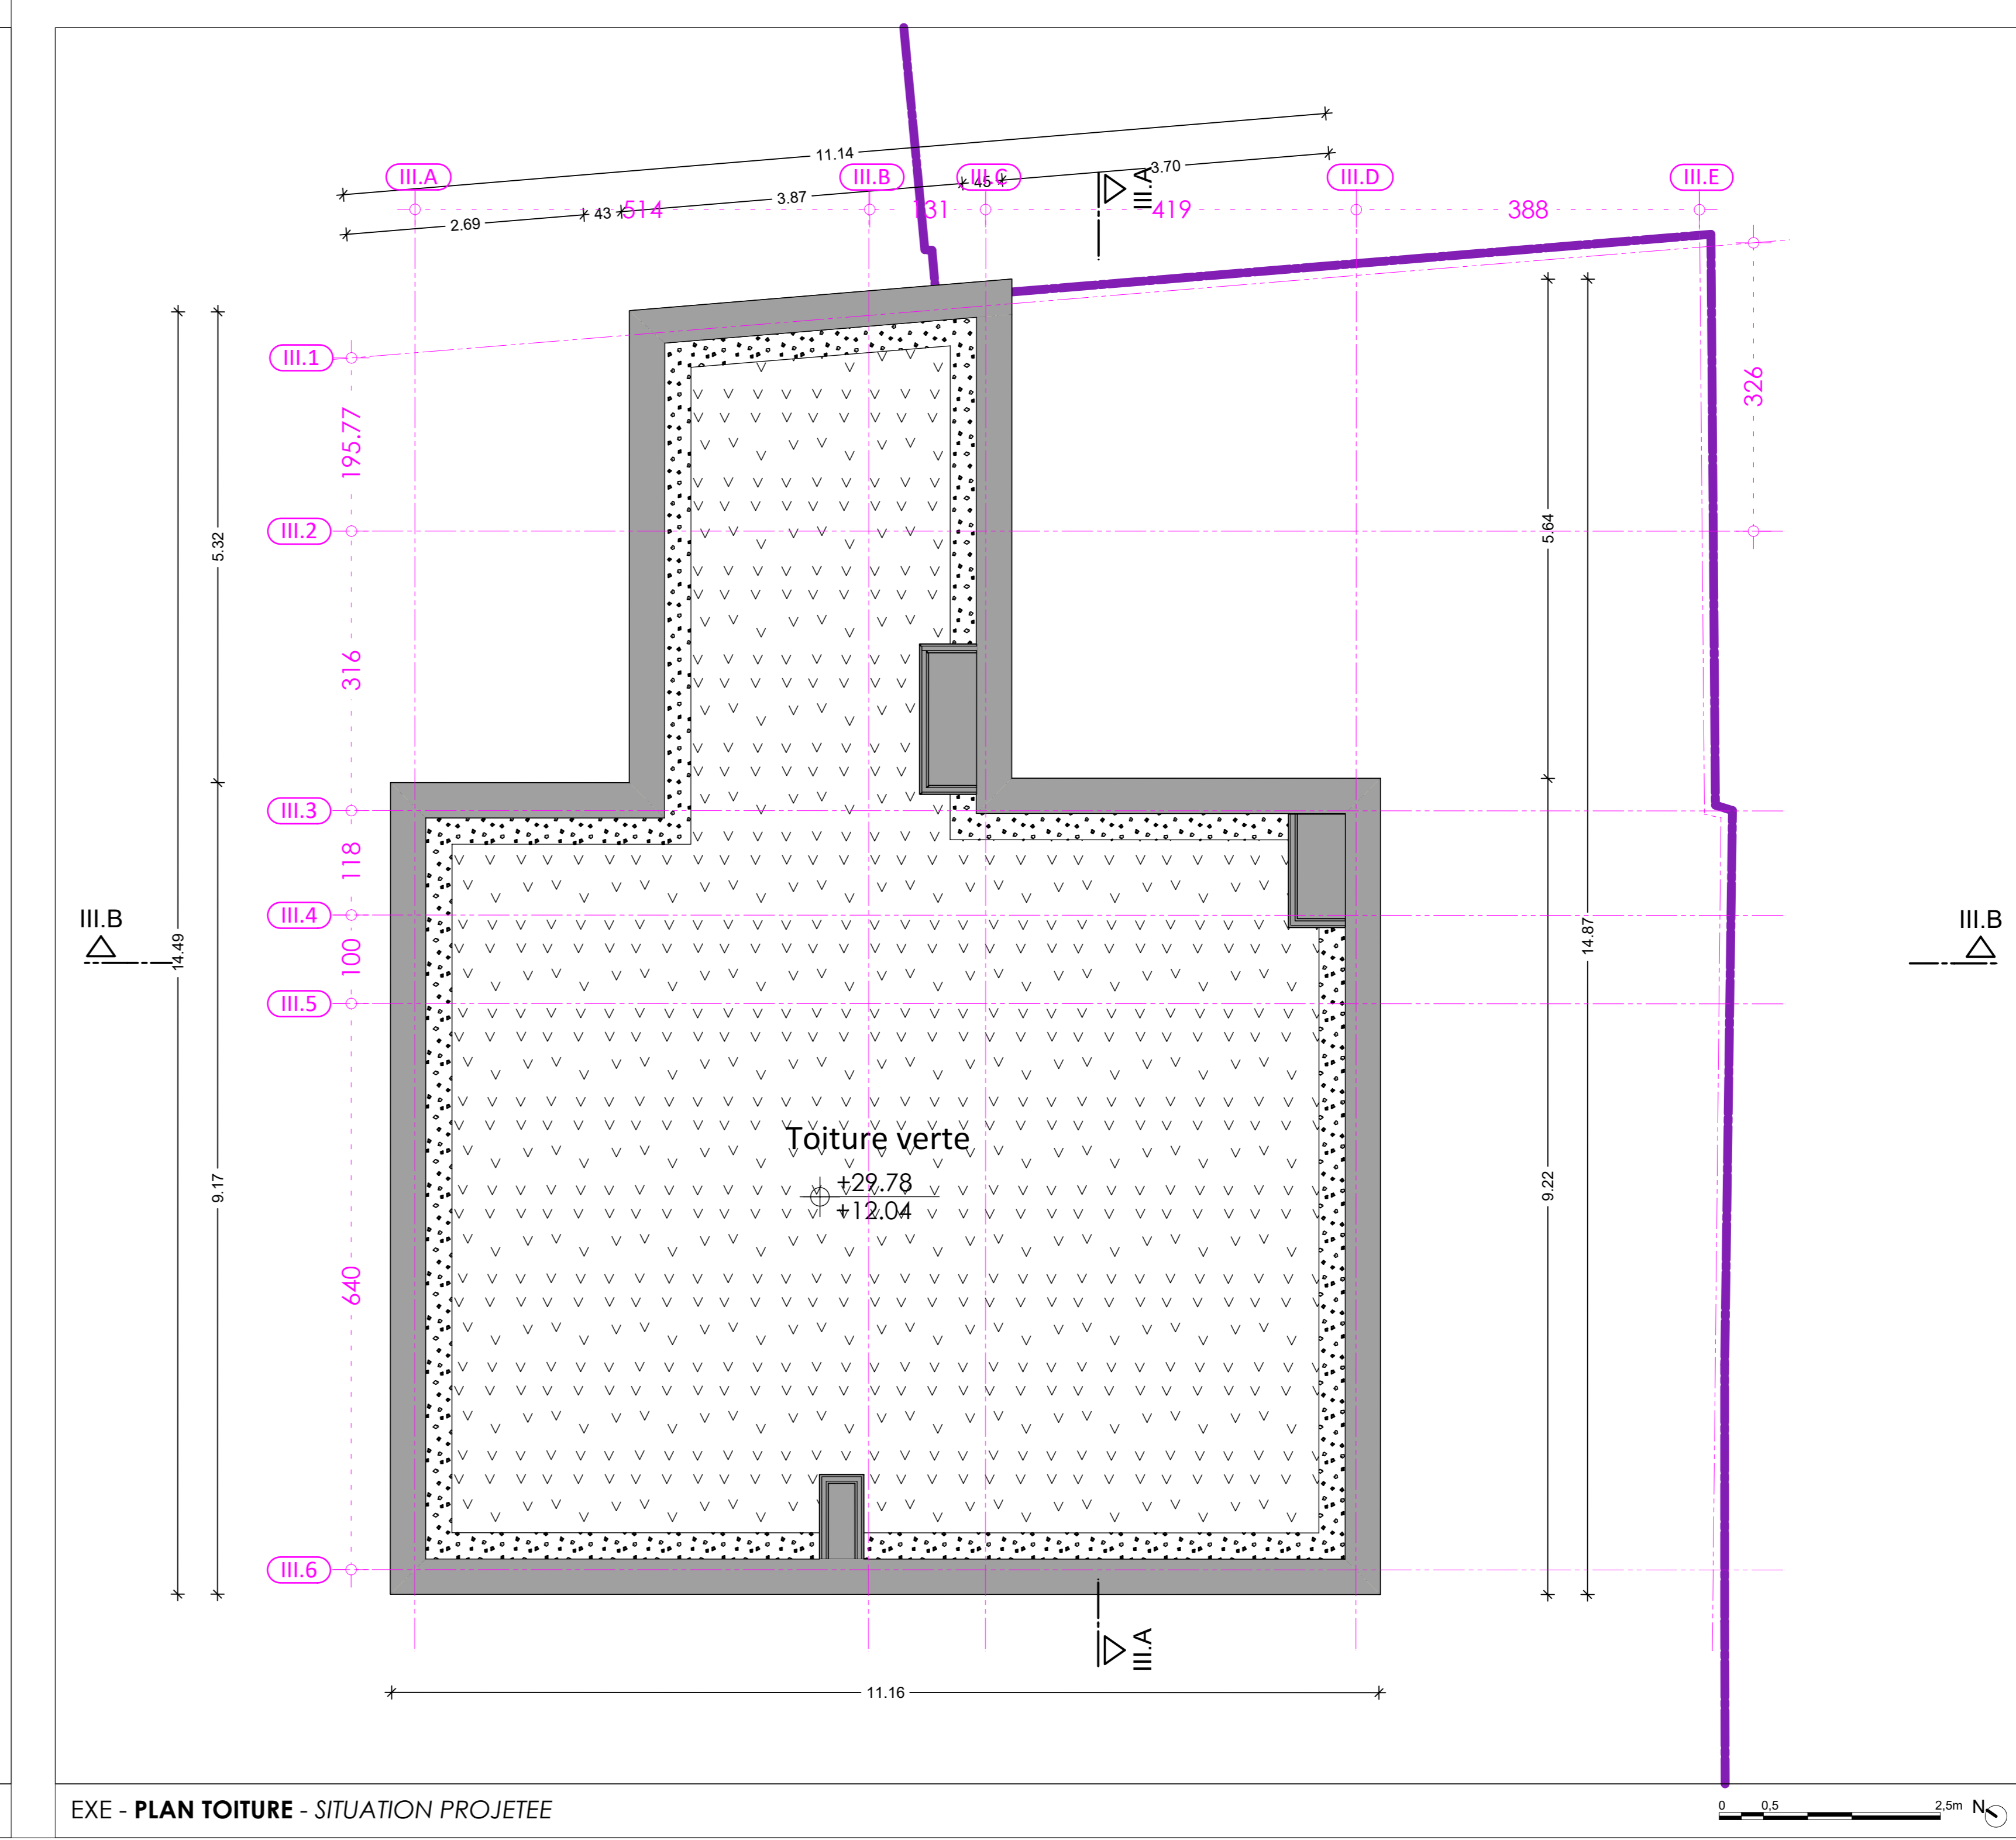 11.14
3.70
45
3.87
43
2.69
III.A
III.B
III.C
III.D
III.E
514
131
419
388
III.A
III.1
195.77
326
III.2
5.32
5.64
316
III.3
118
III.4
III.B
14.49
100
14.87
III.B
III.5
Toiture verte
+29.78
+12.04
9.17
9.22
640
III.6
III.A
11.16
EXE - PLAN TOITURE - SITUATION PROJETEE
0 0,5 2,5m N